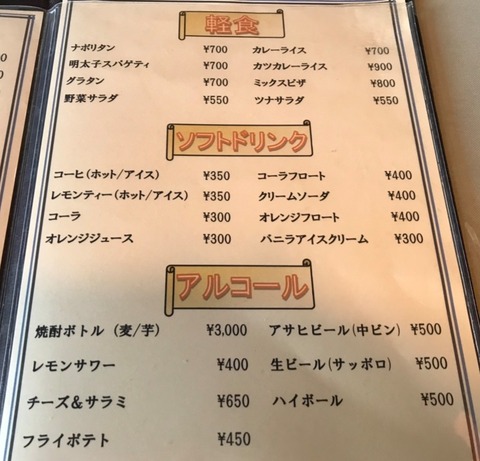 軽食
ナポリタン ¥700 カレーライス ¥700
明太子スパゲティ ¥700 カツカレーライス ¥900
グラタン ¥700 ミックスピザ ¥800
野菜サラダ ¥550 ツナサラダ ¥550
ソフトドリンク
コーヒ(ホット/アイス) ¥350 コーラフロート ¥400
レモンティー(ホット/アイス) ¥350 クリームソーダ ¥400
コーラ ¥300 オレンジフロート ¥400
オレンジジュース ¥300 バニラアイスクリーム ¥300
アルコール
焼酎ボトル (麦/芋) ¥3,000 アサヒビール(中ビン) ¥500
レモンサワー ¥400 生ビール(サッポロ) ¥500
チーズ&サラミ ¥650 ハイボール ¥500
フライポテト ¥450